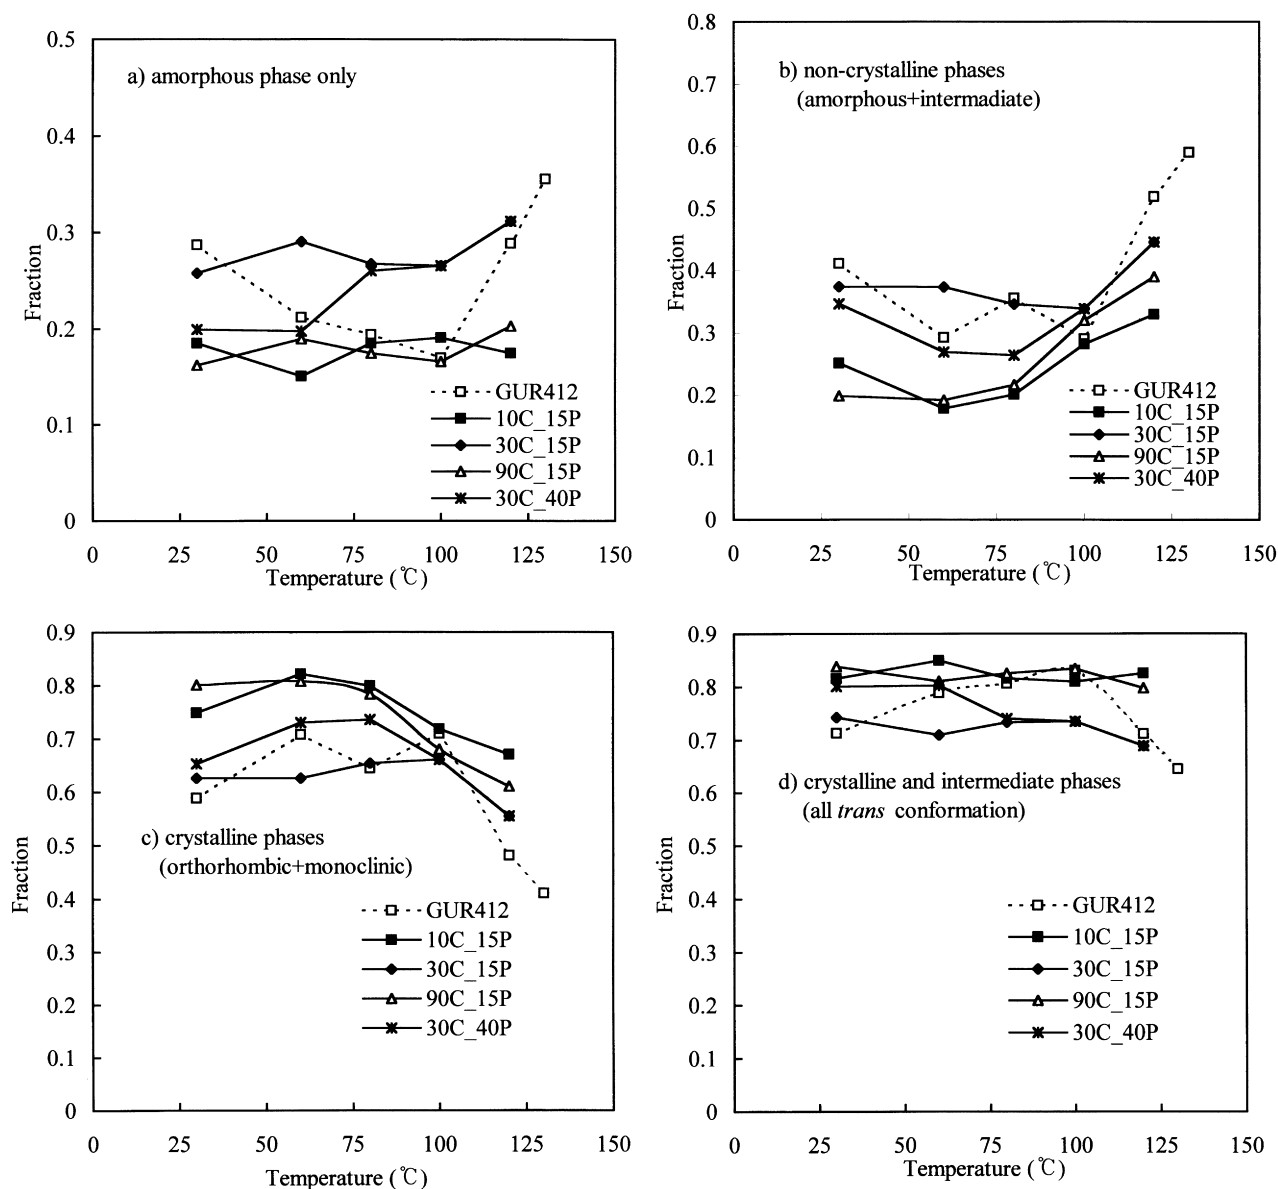 0.5
a) amorphous phase only
0.4
0.3
Fraction
0.2
GUR412
10C_15P
0.1
30C_15P
90C_15P
30C_40P
0
0 25 50 75 100 125 150
Temperature (℃)
0.8
b) non-crystalline phases
(amorphous+intermadiate)
0.7
0.6
0.5
0.4
Fraction
0.3
0.2
GUR412
10C_15P
30C_15P
0.1
90C_15P
30C_40P
0
0 25 50 75 100 125 150
Temperature (℃)
0.9
0.8
0.7
0.6
c) crystalline phases
(orthorhombic+monoclinic)
0.5
Fraction
0.4
GUR412
10C_15P
0.3
30C_15P
0.2
90C_15P
30C_40P
0.1
0
0 25 50 75 100 125 150
Temperature (℃)
0.9
0.8
0.7
d) crystalline and intermediate phases
(all trans conformation)
0.6
0.5
Fraction
0.4
GUR412
10C_15P
0.3
30C_15P
0.2
90C_15P
30C_40P
0.1
0
0 25 50 75 100 125 150
Temperature (℃)